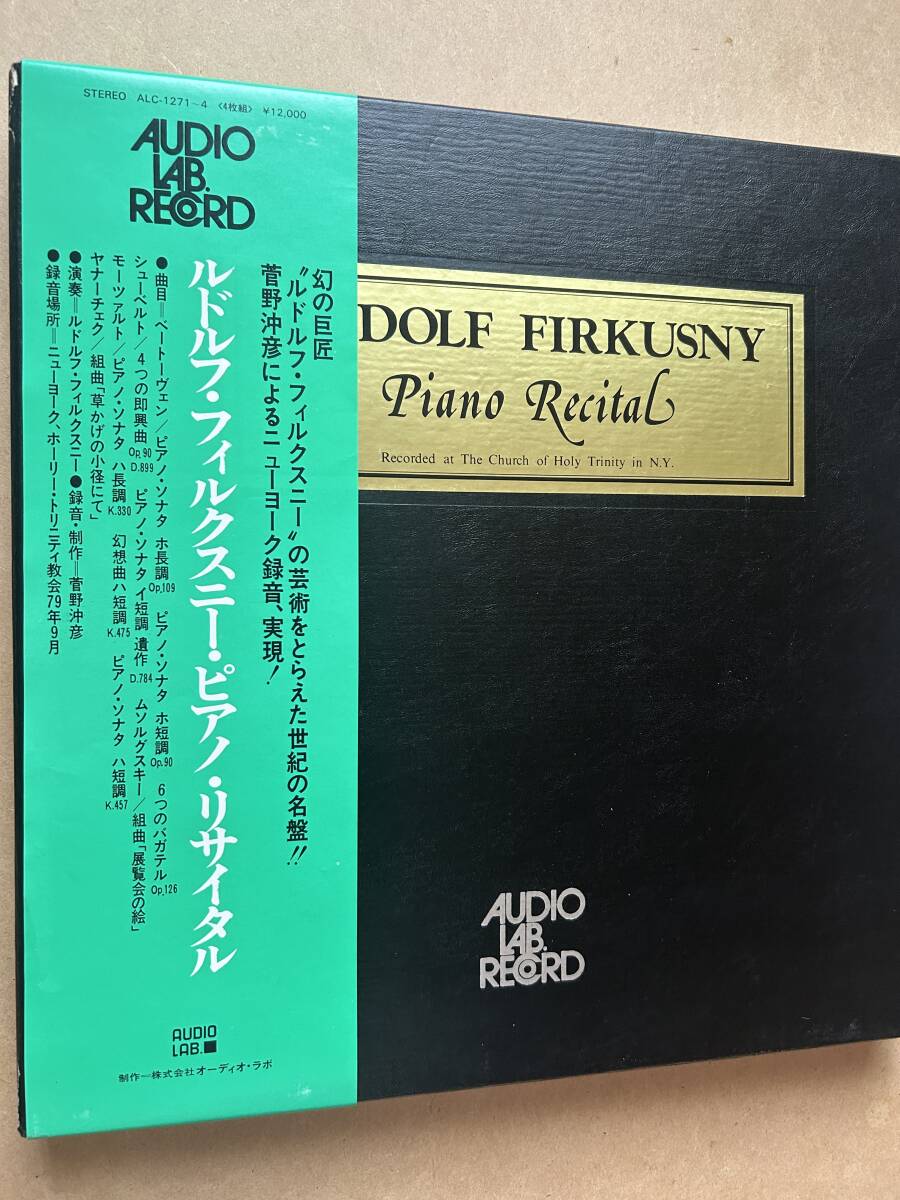 STEREO ALC-1271~4 〈4枚組〉 ¥12,000
AUDIO
LAB.
RECORD
幻の巨匠
“ルドルフ・フィルクスニー”の芸術をとらえた世紀の名盤!!
菅野沖彦によるニューヨーク録音、実現!
ルドルフ・フィルクスニー・ピアノ・リサイタル
●曲目=ベートーヴェン/ピアノ・ソナタ ホ長調 Op,109 ピアノ・ソナタ ホ短調 Op.90 6つのバガテル Op,126
シューベルト/4つの即興曲 Op,90 D.899 ピアノ・ソナタ イ短調 遺作 D.784 ムソルグスキー/組曲「展覧会の絵」
モーツァルト/ピアノ・ソナタ ハ長調 K.330 幻想曲ハ短調 K.475 ピアノ・ソナタ ハ短調 K.457
ヤナーチェク/組曲「草かげの小径にて」
●演奏=ルドルフ・フィルクスニー●録音・制作=菅野沖彦
●録音場所=ニューヨーク、ホーリー・トリニティ教会79年9月
AUDIO
LAB.
制作—株式会社オーディオ・ラボ
DOLF FIRKUSNY
Piano Recital
Recorded at The Church of Holy Trinity in N.Y.
AUDIO
LAB.
RECORD